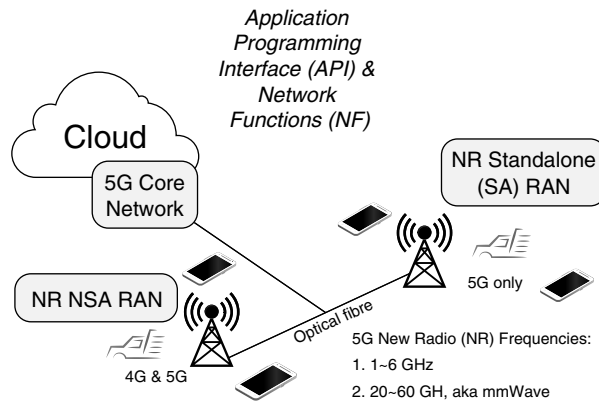 Application
Programming
Interface (API) &
Network
Functions (NF)
Cloud
5G Core
Network
NR Standalone
(SA) RAN
5G only
NR NSA RAN
4G & 5G
Optical fibre
5G New Radio (NR) Frequencies:
1. 1~6 GHz
2. 20~60 GH, aka mmWave